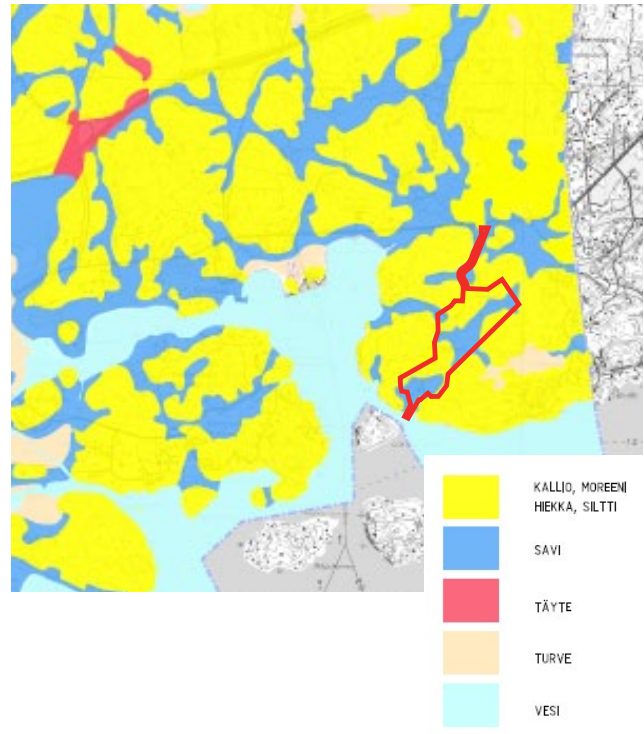 KALLIO, MOREENI
HIEKKA, SILTTI
SAVI
TÄYTE
TURVE
VESI